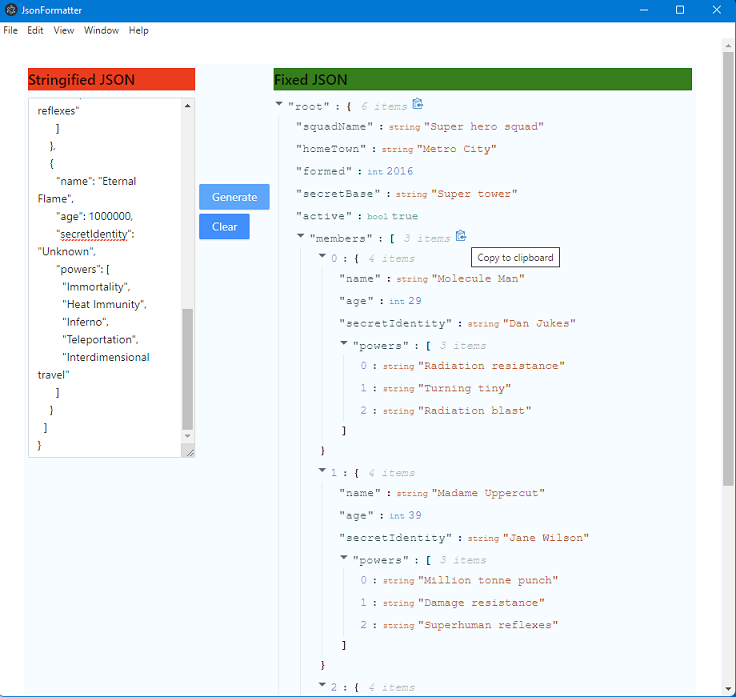 JsonFormatter
File Edit View Window Help
Stringified JSON
reflexes"
]
},
{
"name": "Eternal
Flame",
"age": 1000000,
"secretIdentity":
"Unknown",
"powers": [
"Immortality",
"Heat Immunity",
"Inferno",
"Teleportation",
"Interdimensional
travel"
]
}
]
}
Generate
Clear
Fixed JSON
"root" : { 6 items
"squadName" : string "Super hero squad"
"homeTown" : string "Metro City"
"formed" : int 2016
"secretBase" : string "Super tower"
"active" : bool true
"members" : [ 3 items
Copy to clipboard
0 : { 4 items
"name" : string "Molecule Man"
"age" : int 29
"secretIdentity" : string "Dan Jukes"
"powers" : [ 3 items
0 : string "Radiation resistance"
1 : string "Turning tiny"
2 : string "Radiation blast"
]
}
1 : { 4 items
"name" : string "Madame Uppercut"
"age" : int 39
"secretIdentity" : string "Jane Wilson"
"powers" : [ 3 items
0 : string "Million tonne punch"
1 : string "Damage resistance"
2 : string "Superhuman reflexes"
]
}
2 : { 4 items